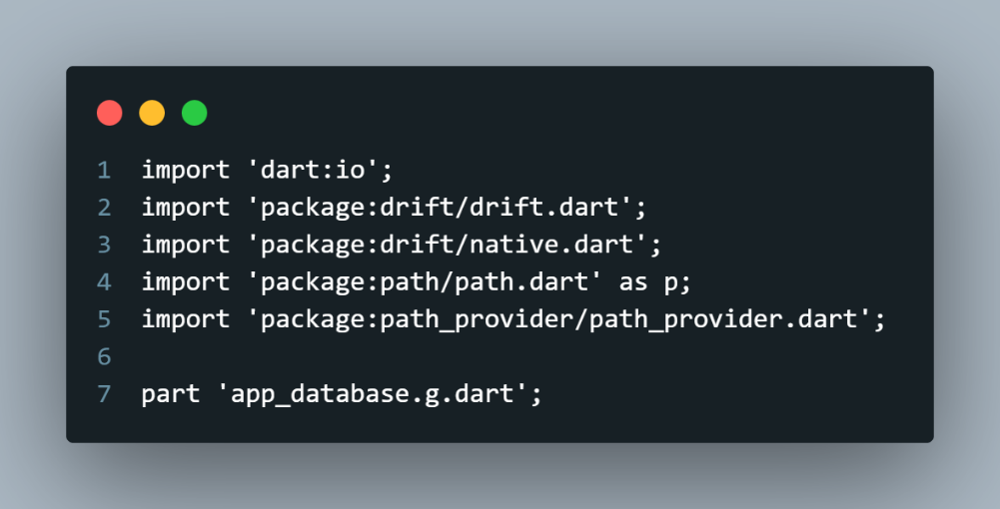 1 import 'dart:io';
2 import 'package:drift/drift.dart';
3 import 'package:drift/native.dart';
4 import 'package:path/path.dart' as p;
5 import 'package:path_provider/path_provider.dart';
6
7 part 'app_database.g.dart';